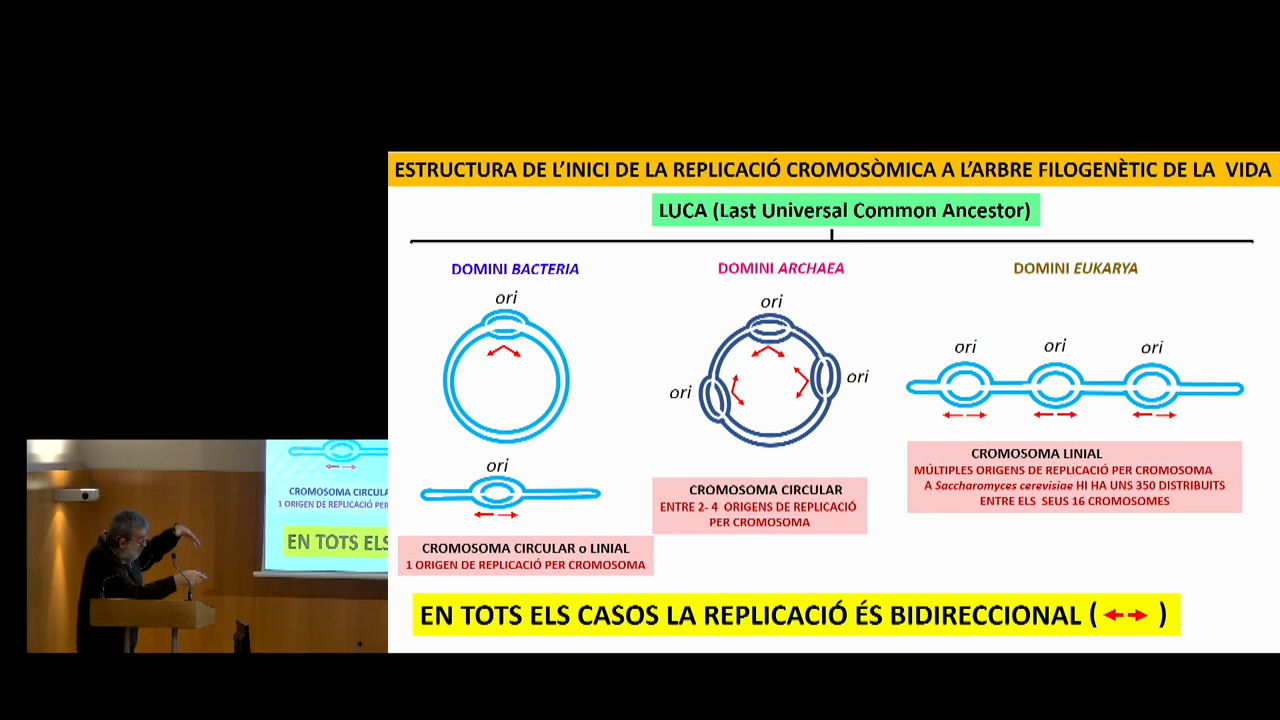 ESTRUCTURA DE L'INICI DE LA REPLICACIÓ CROMOSÒMICA A L'ARBRE FILOGENÈTIC DE LA VIDA
LUCA (Last Universal Common Ancestor)
DOMINI BACTERIA
ori
ori
CROMOSOMA CIRCULAR o LINIAL
1 ORIGEN DE REPLICACIÓ PER CROMOSOMA
DOMINI ARCHAEA
ori
ori
ori
CROMOSOMA CIRCULAR
ENTRE 2- 4 ORIGENS DE REPLICACIÓ
PER CROMOSOMA
DOMINI EUKARYA
ori
ori
ori
CROMOSOMA LINIAL
MÚLTIPLES ORIGENS DE REPLICACIÓ PER CROMOSOMA
A Saccharomyces cerevisiae HI HA UNS 350 DISTRIBUITS
ENTRE ELS SEUS 16 CROMOSOMES
EN TOTS ELS CASOS LA REPLICACIÓ ÉS BIDIRECCIONAL ( )
CROMOSOMA CIRCULA
1 ORIGEN DE REPLICACIÓ PER
EN TOTS ELS